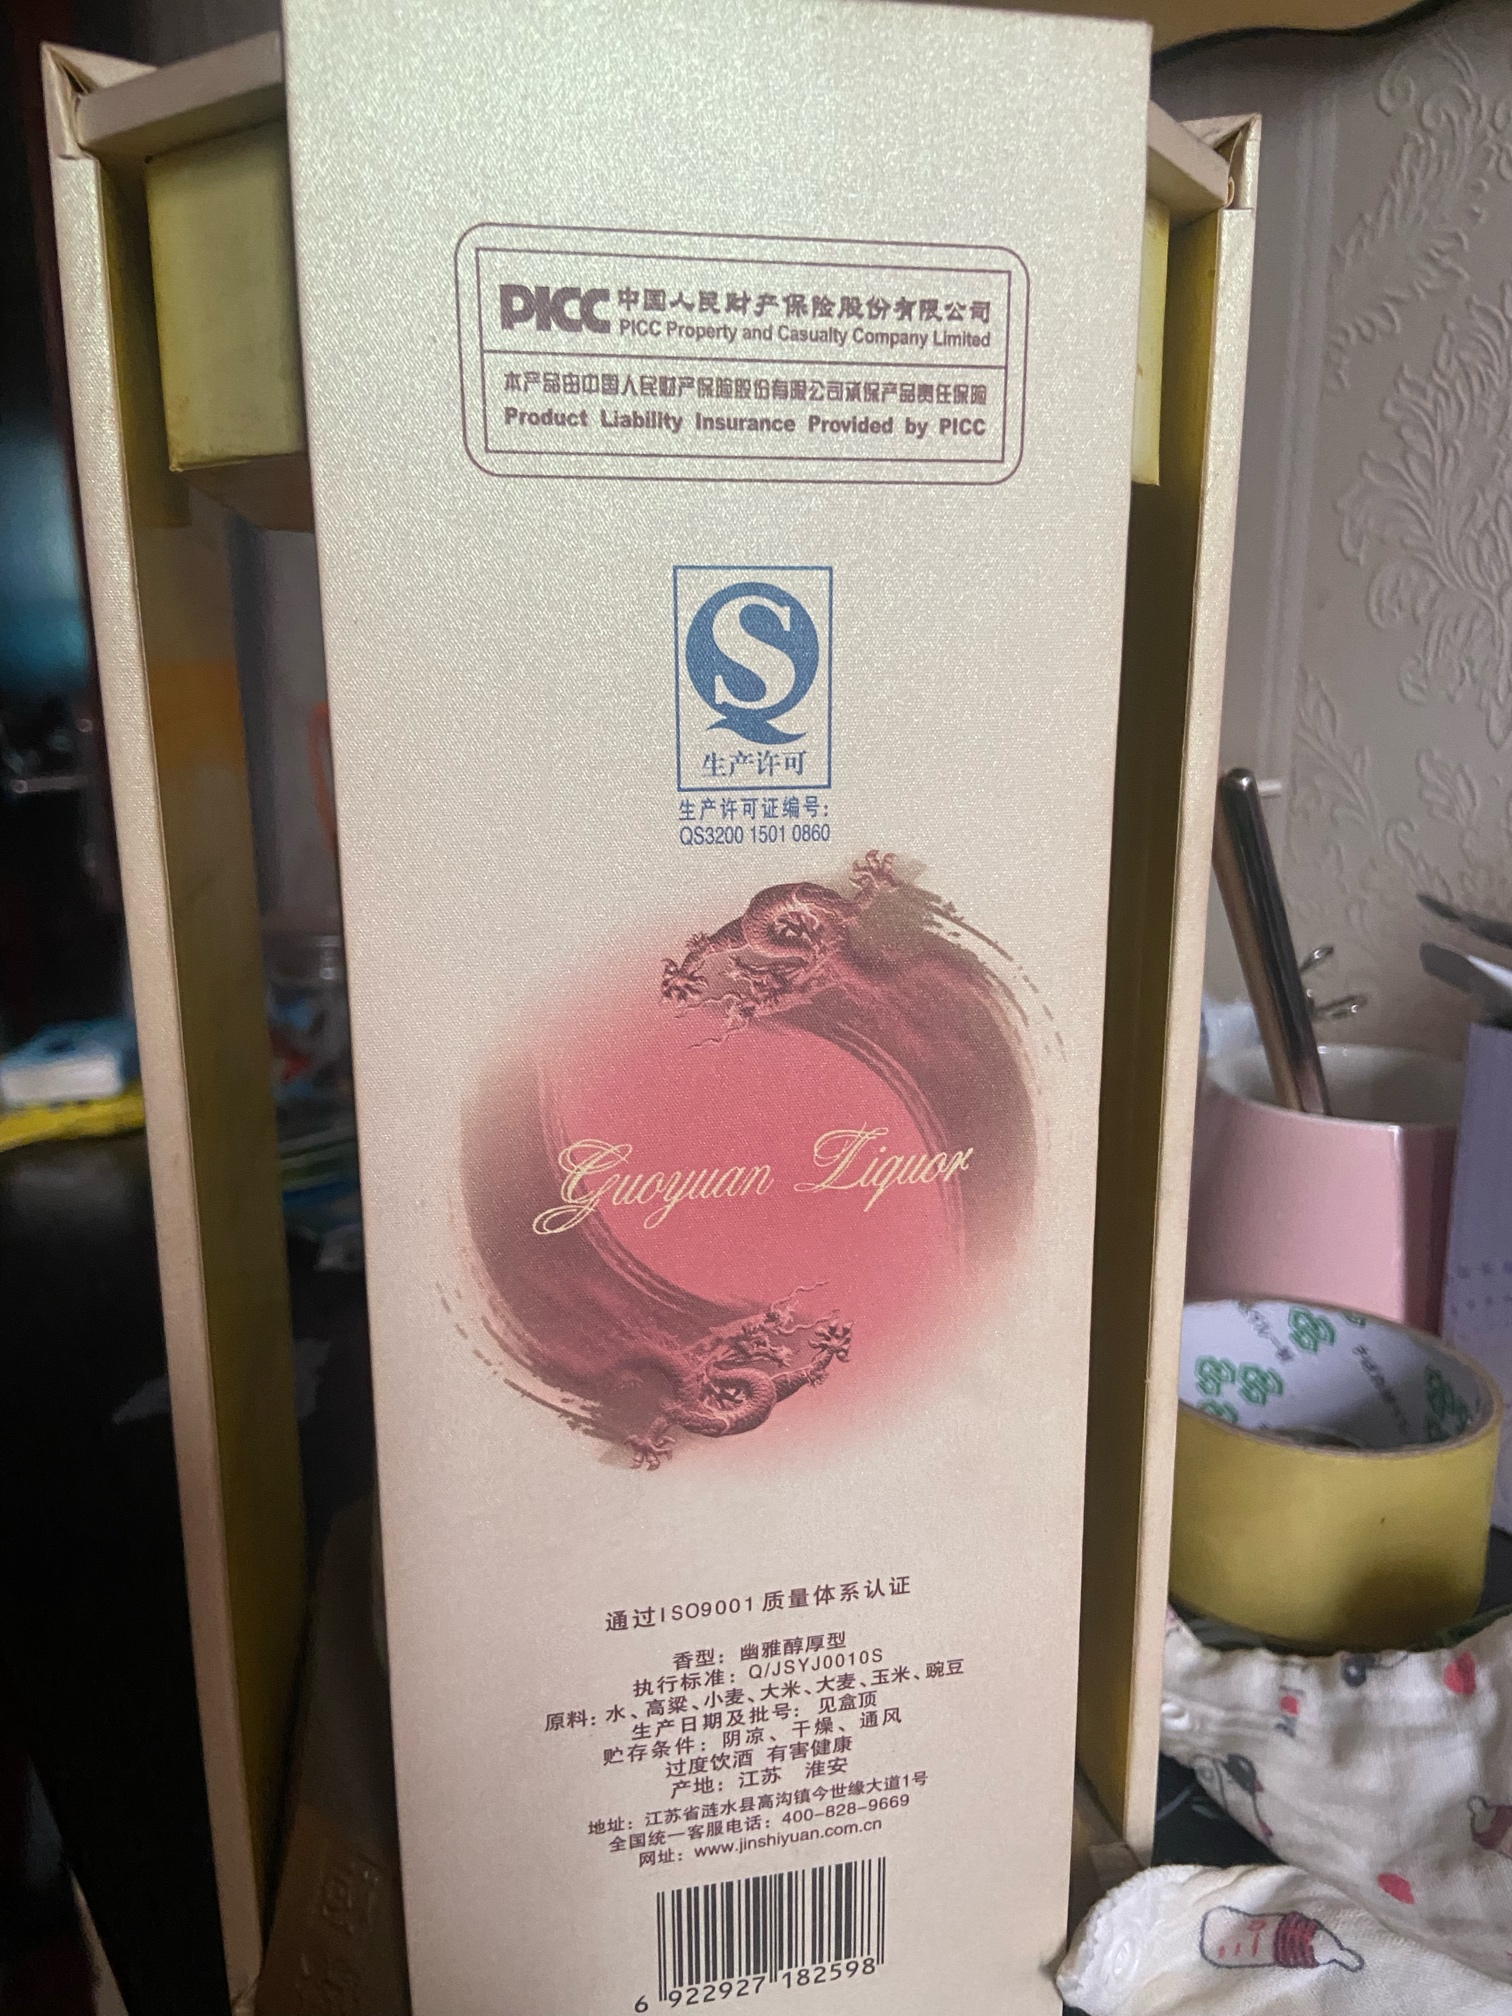 PICC 中国人民财产保险股份有限公司
PICC Property and Casualty Company Limited
本产品由中国人民财产保险股份有限公司承保产品责任保险
Product Liability Insurance Provided by PICC
生产许可
生产许可证编号:
QS3200 1501 0860
Guoyuan Liquor
通过ISO9001质量体系认证
香型：幽雅醇厚型
执行标准：Q/JSYJ0010S
原料：水、高粱、小麦、大米、大麦、玉米、豌豆
生产日期及批号：见盒顶
贮存条件：阴凉、干燥、通风
过度饮酒 有害健康
产地：江苏 淮安
地址：江苏省涟水县高沟镇今世缘大道1号
全国统一客服电话：400-828-9669
网址：www.jinshiyuan.com.cn
6 922927 182598